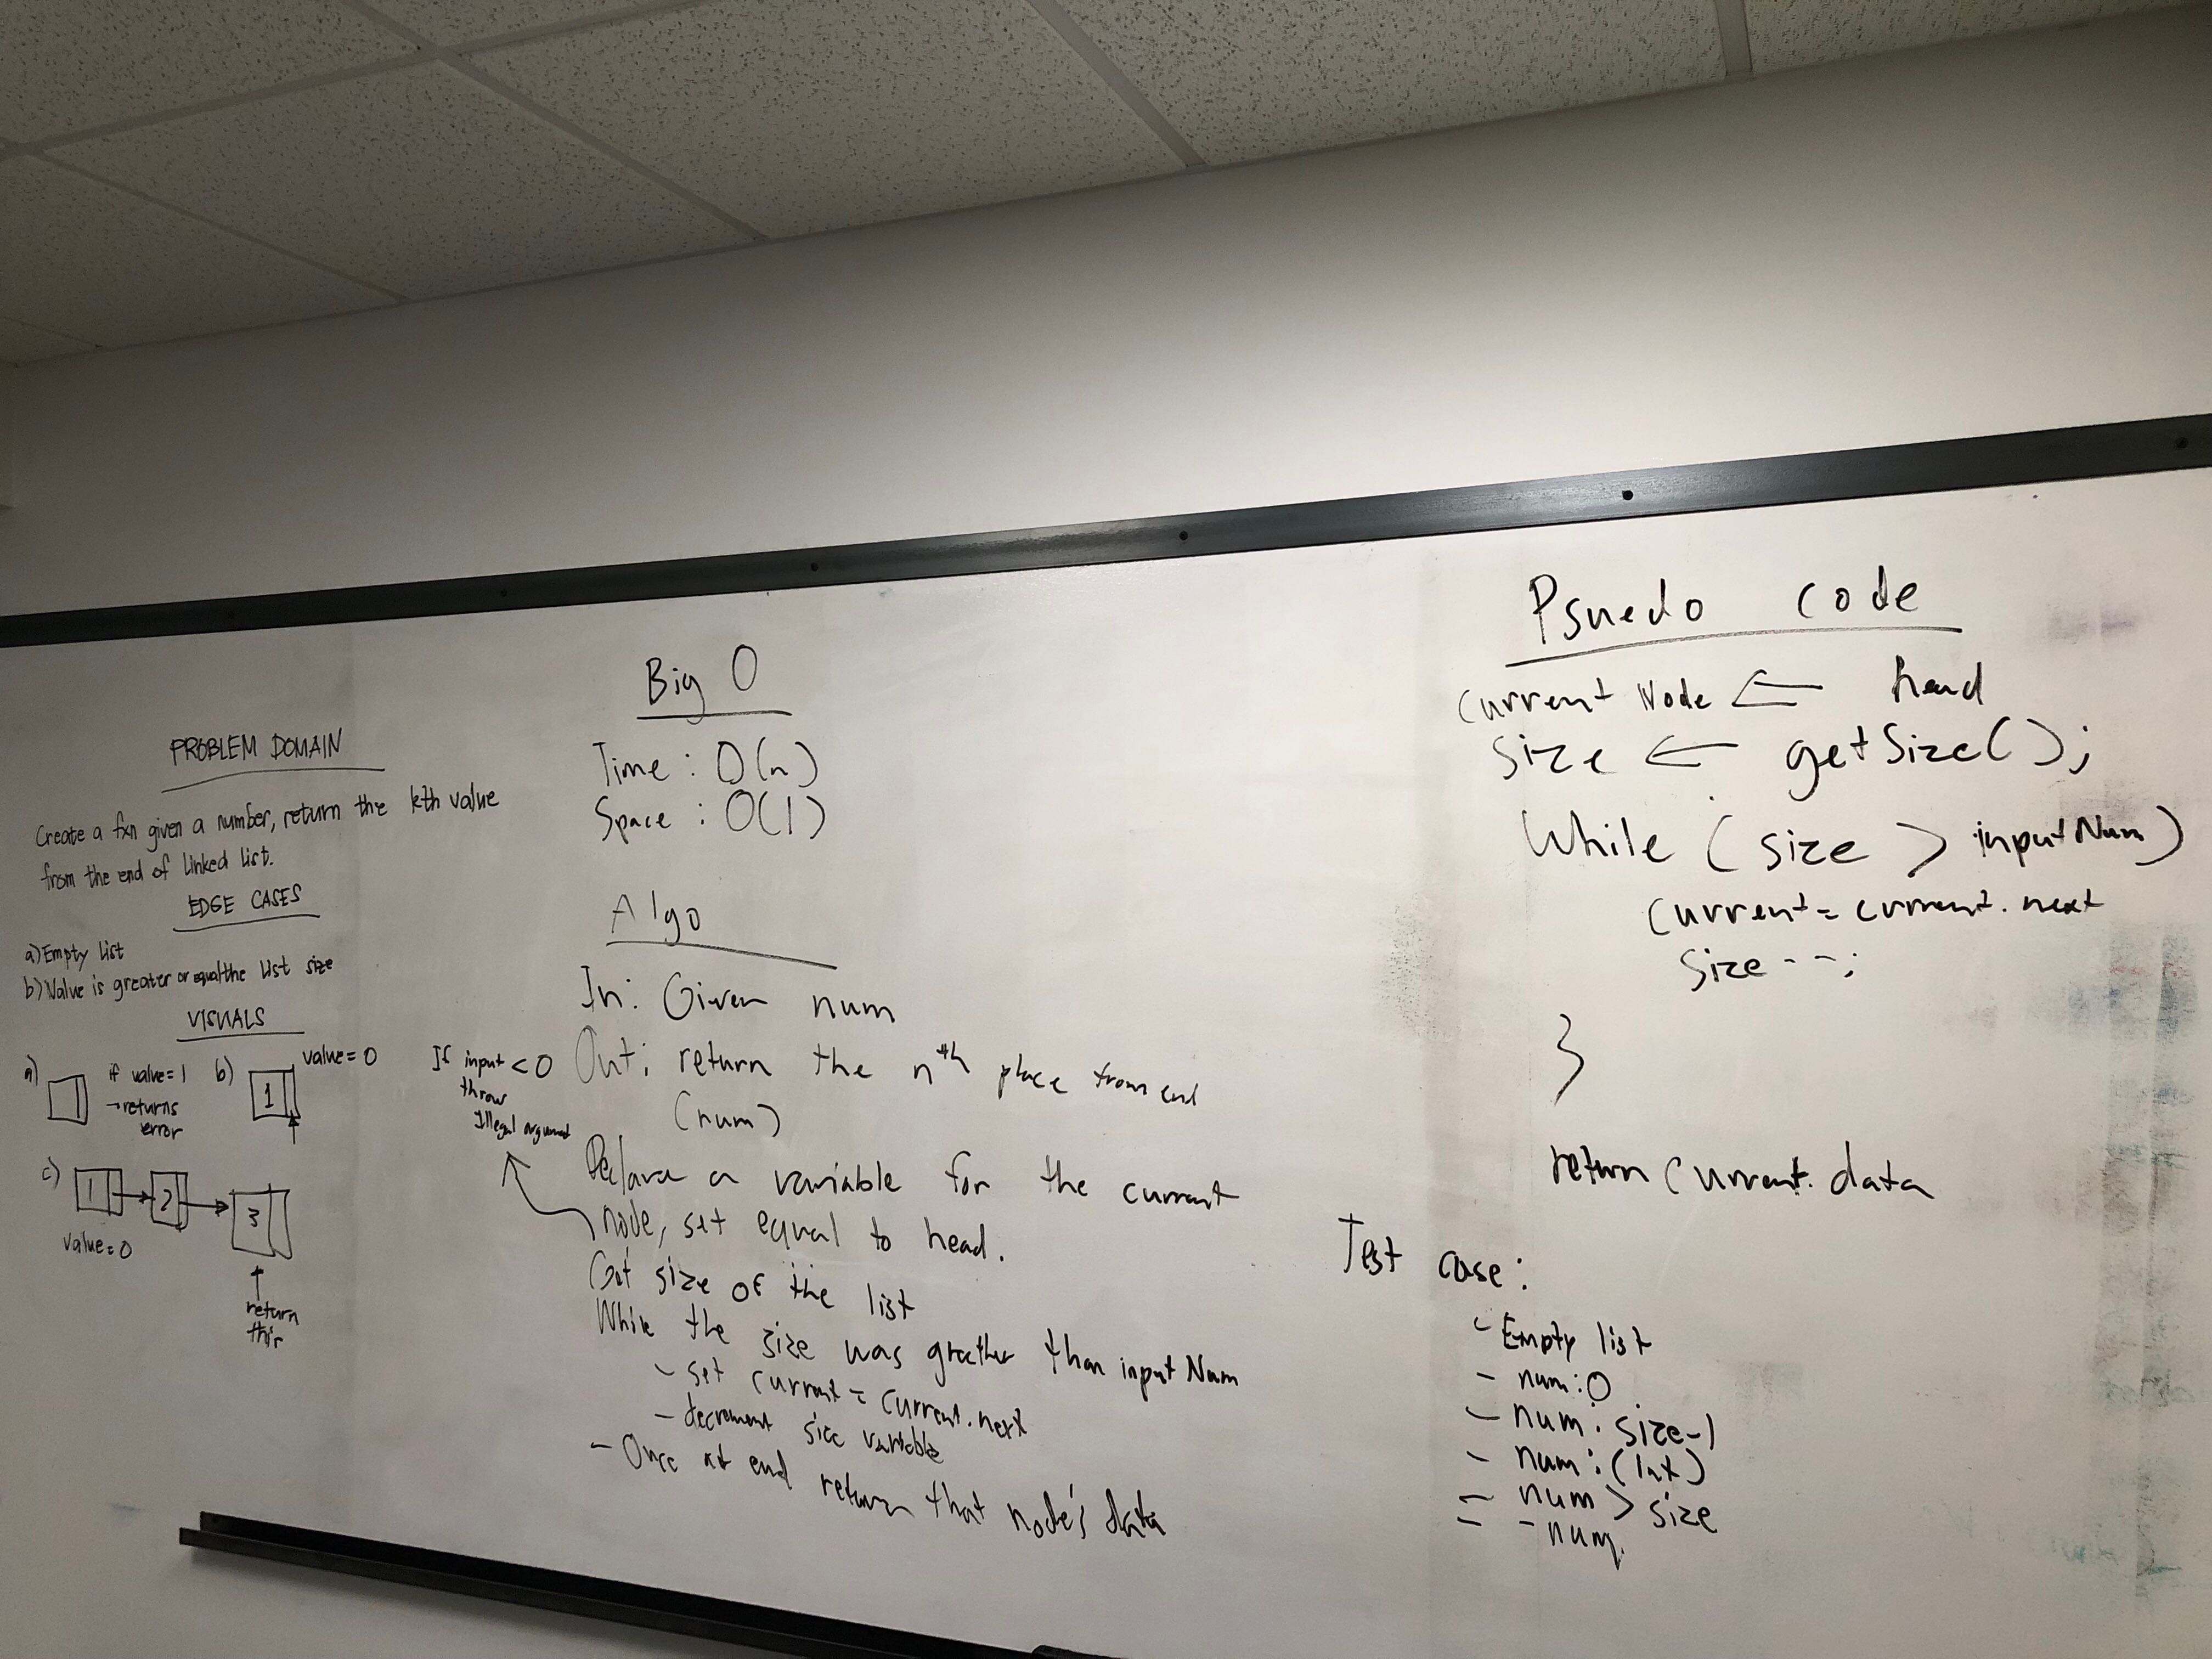 PROBLEM DOMAIN
Create a fxn given a number, return the kth value
from the end of linked list.
EDGE CASES
a) Empty list
b) Value is greater or equal the list size
VISUALS
a)
if value = 1
→ returns
error
b)
value = 0
1
c)
1 → 2 → 3
value = 0
↑
return
this
Big O
Time : O(n)
Space : O(1)
Algo
In: Given num
Out: return the nth place from end
(num)
If input < 0
throw
Illegal argument
Declare a variable for the current
node, set equal to head.
Get size of the list
While the size was greather than inputNum
- set current = current.next
- decrement size variable
- Once at end return that node's data
Psuedo code
Current Node ← head
Size ← getSize();
While ( size > inputNum)
Current = current.next
Size --;
}
return Current.data
Test case:
- Empty list
- num: 0
- num: size-1
- num: (int)
- num > size
- -num.